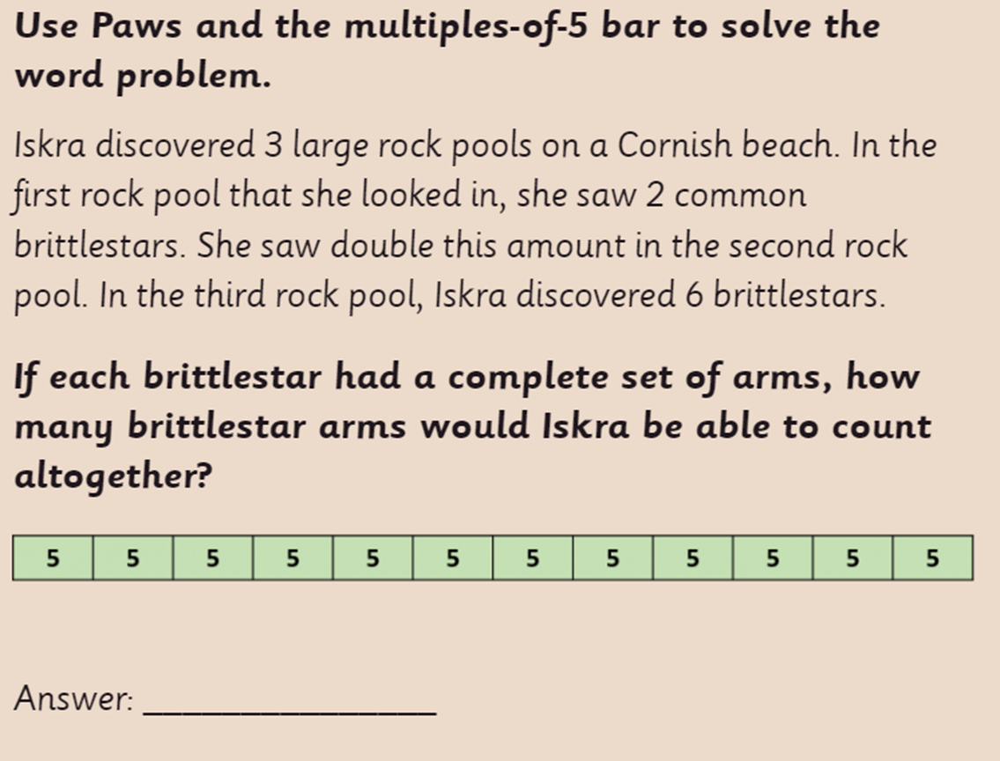 Use Paws and the multiples-of-5 bar to solve the
word problem.
Iskra discovered 3 large rock pools on a Cornish beach. In the
first rock pool that she looked in, she saw 2 common
brittlestars. She saw double this amount in the second rock
pool. In the third rock pool, Iskra discovered 6 brittlestars.
If each brittlestar had a complete set of arms, how
many brittlestar arms would Iskra be able to count
altogether?
5 5 5 5 5 5 5 5 5 5 5 5
Answer: _______________